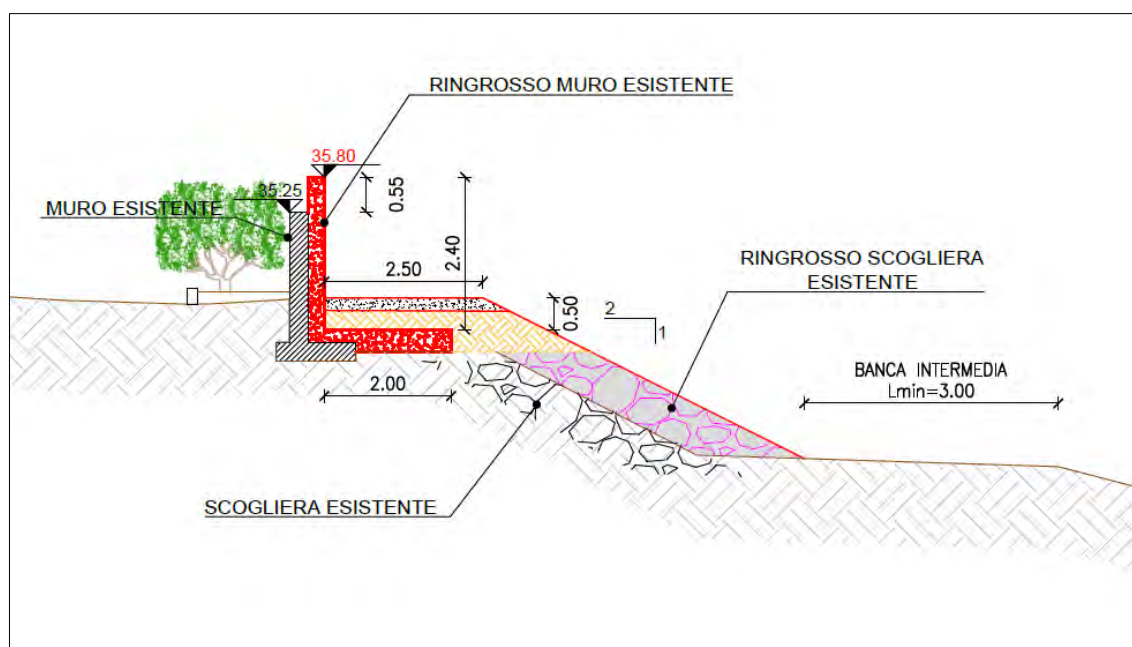 RINGROSSO MURO ESISTENTE
35.80
35.25
0.55
MURO ESISTENTE
2.40
RINGROSSO SCOGLIERA
ESISTENTE
2.50
0.50
2
1
BANCA INTERMEDIA
Lmin=3.00
2.00
SCOGLIERA ESISTENTE